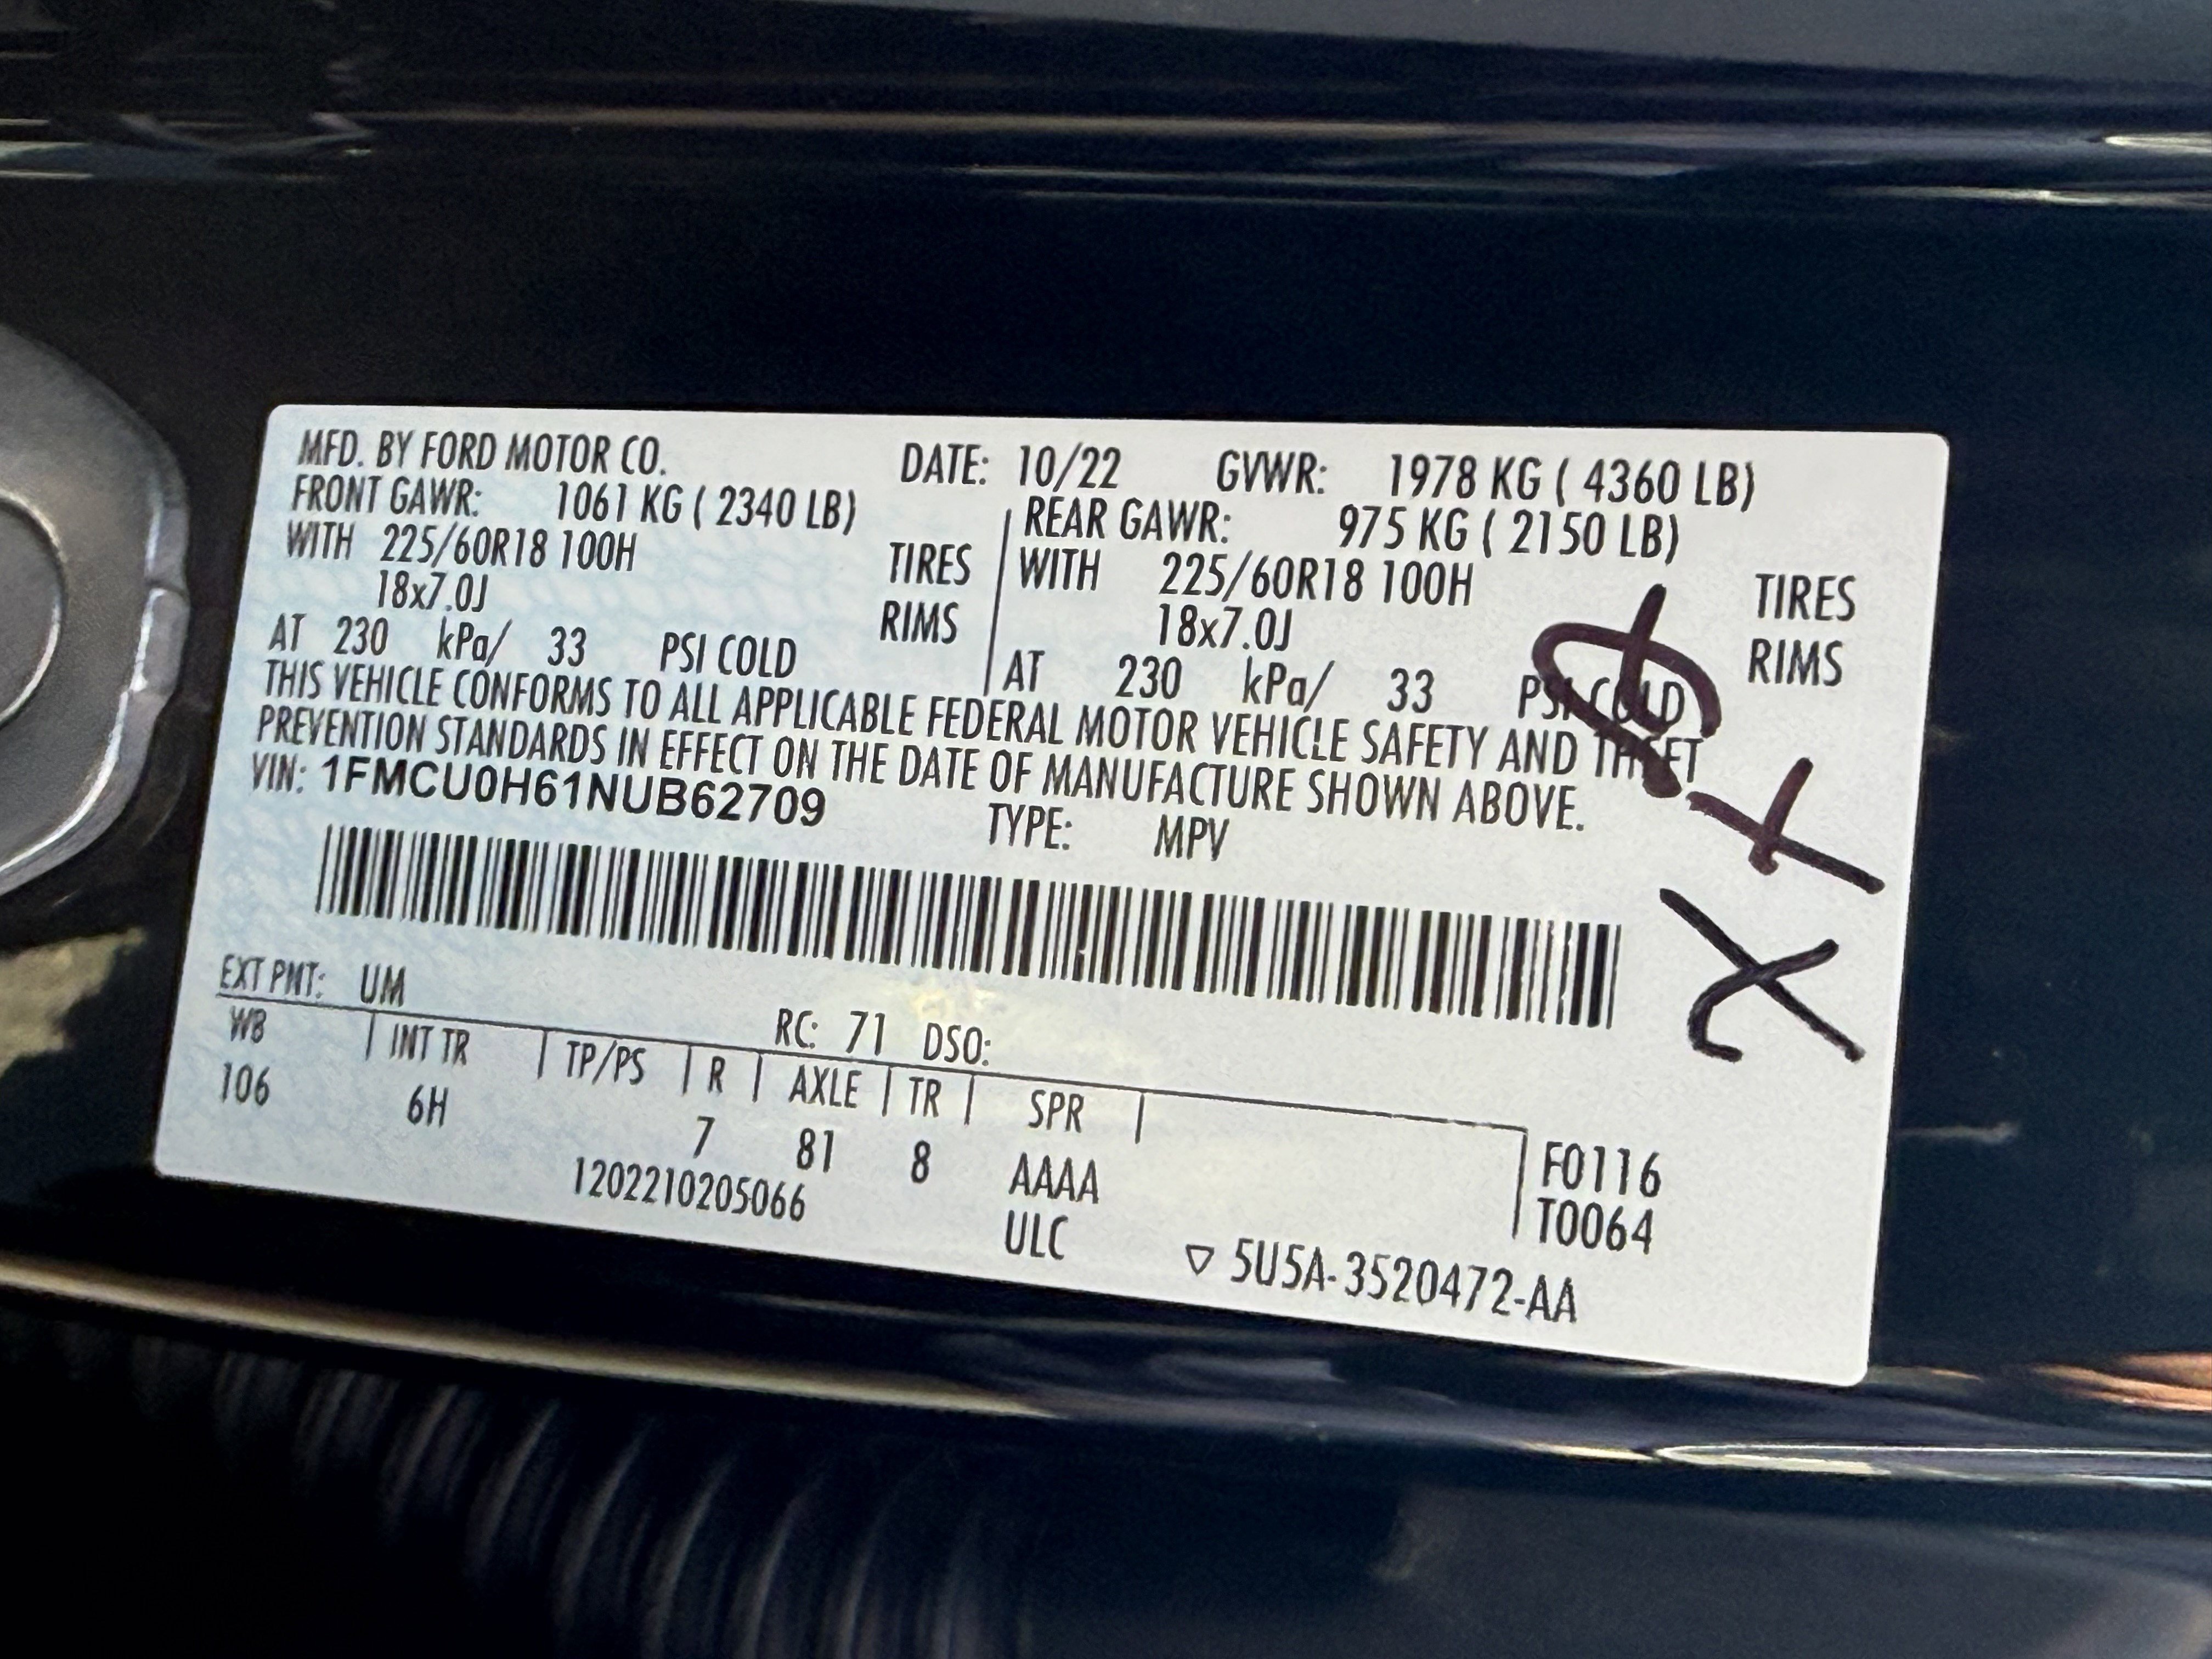 MFD. BY FORD MOTOR CO. DATE: 10/22 GVWR: 1978 KG ( 4360 LB)
FRONT GAWR: 1061 KG ( 2340 LB) REAR GAWR: 975 KG ( 2150 LB)
WITH 225/60R18 100H TIRES WITH 225/60R18 100H TIRES
18x7.0J RIMS 18x7.0J RIMS
AT 230 kPa/ 33 PSI COLD AT 230 kPa/ 33 PSI COLD
THIS VEHICLE CONFORMS TO ALL APPLICABLE FEDERAL MOTOR VEHICLE SAFETY AND THEFT
PREVENTION STANDARDS IN EFFECT ON THE DATE OF MANUFACTURE SHOWN ABOVE.
VIN: 1FMCU0H61NUB62709 TYPE: MPV
EXT PNT: UM RC: 71 DSO:
WB INT TR TP/PS R AXLE TR SPR
106 6H 7 81 8 AAAA F0116
1202210205066 ULC T0064
▽ 5U5A-3520472-AA